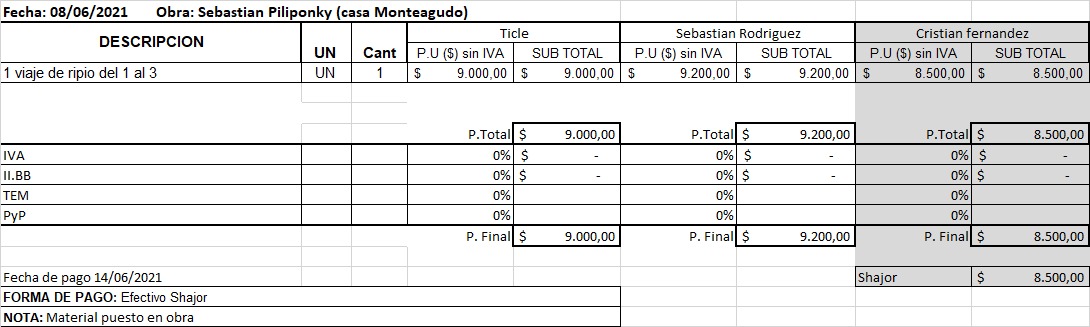 Fecha: 08/06/2021 Obra: Sebastian Piliponky (casa Monteagudo)
Ticle Sebastian Rodriguez Cristian fernandez
DESCRIPCION UN Cant P.U ($) sin IVA SUB TOTAL P.U ($) sin IVA SUB TOTAL P.U ($) sin IVA SUB TOTAL
1 viaje de ripio del 1 al 3 UN 1 $ 9.000,00 $ 9.000,00 $ 9.200,00 $ 9.200,00 $ 8.500,00 $ 8.500,00
P.Total $ 9.000,00 P.Total $ 9.200,00 P.Total $ 8.500,00
IVA 0% $ - 0% $ - 0% $ -
II.BB 0% $ - 0% $ - 0% $ -
TEM 0% 0% 0%
PyP 0% 0% 0%
P. Final $ 9.000,00 P. Final $ 9.200,00 P. Final $ 8.500,00
Fecha de pago 14/06/2021 Shajor $ 8.500,00
FORMA DE PAGO: Efectivo Shajor
NOTA: Material puesto en obra